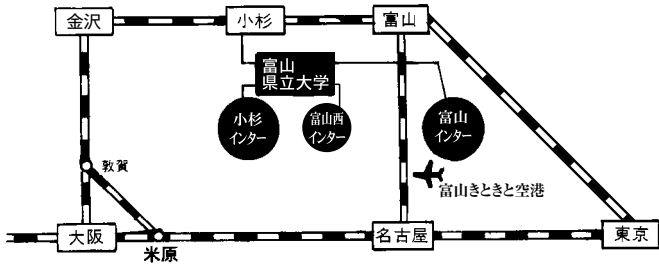 金沢
小杉
富山
富山
県立大学
小杉
インター
富山西
インター
富山
インター
敦賀
富山きときと空港
大阪
米原
名古屋
東京